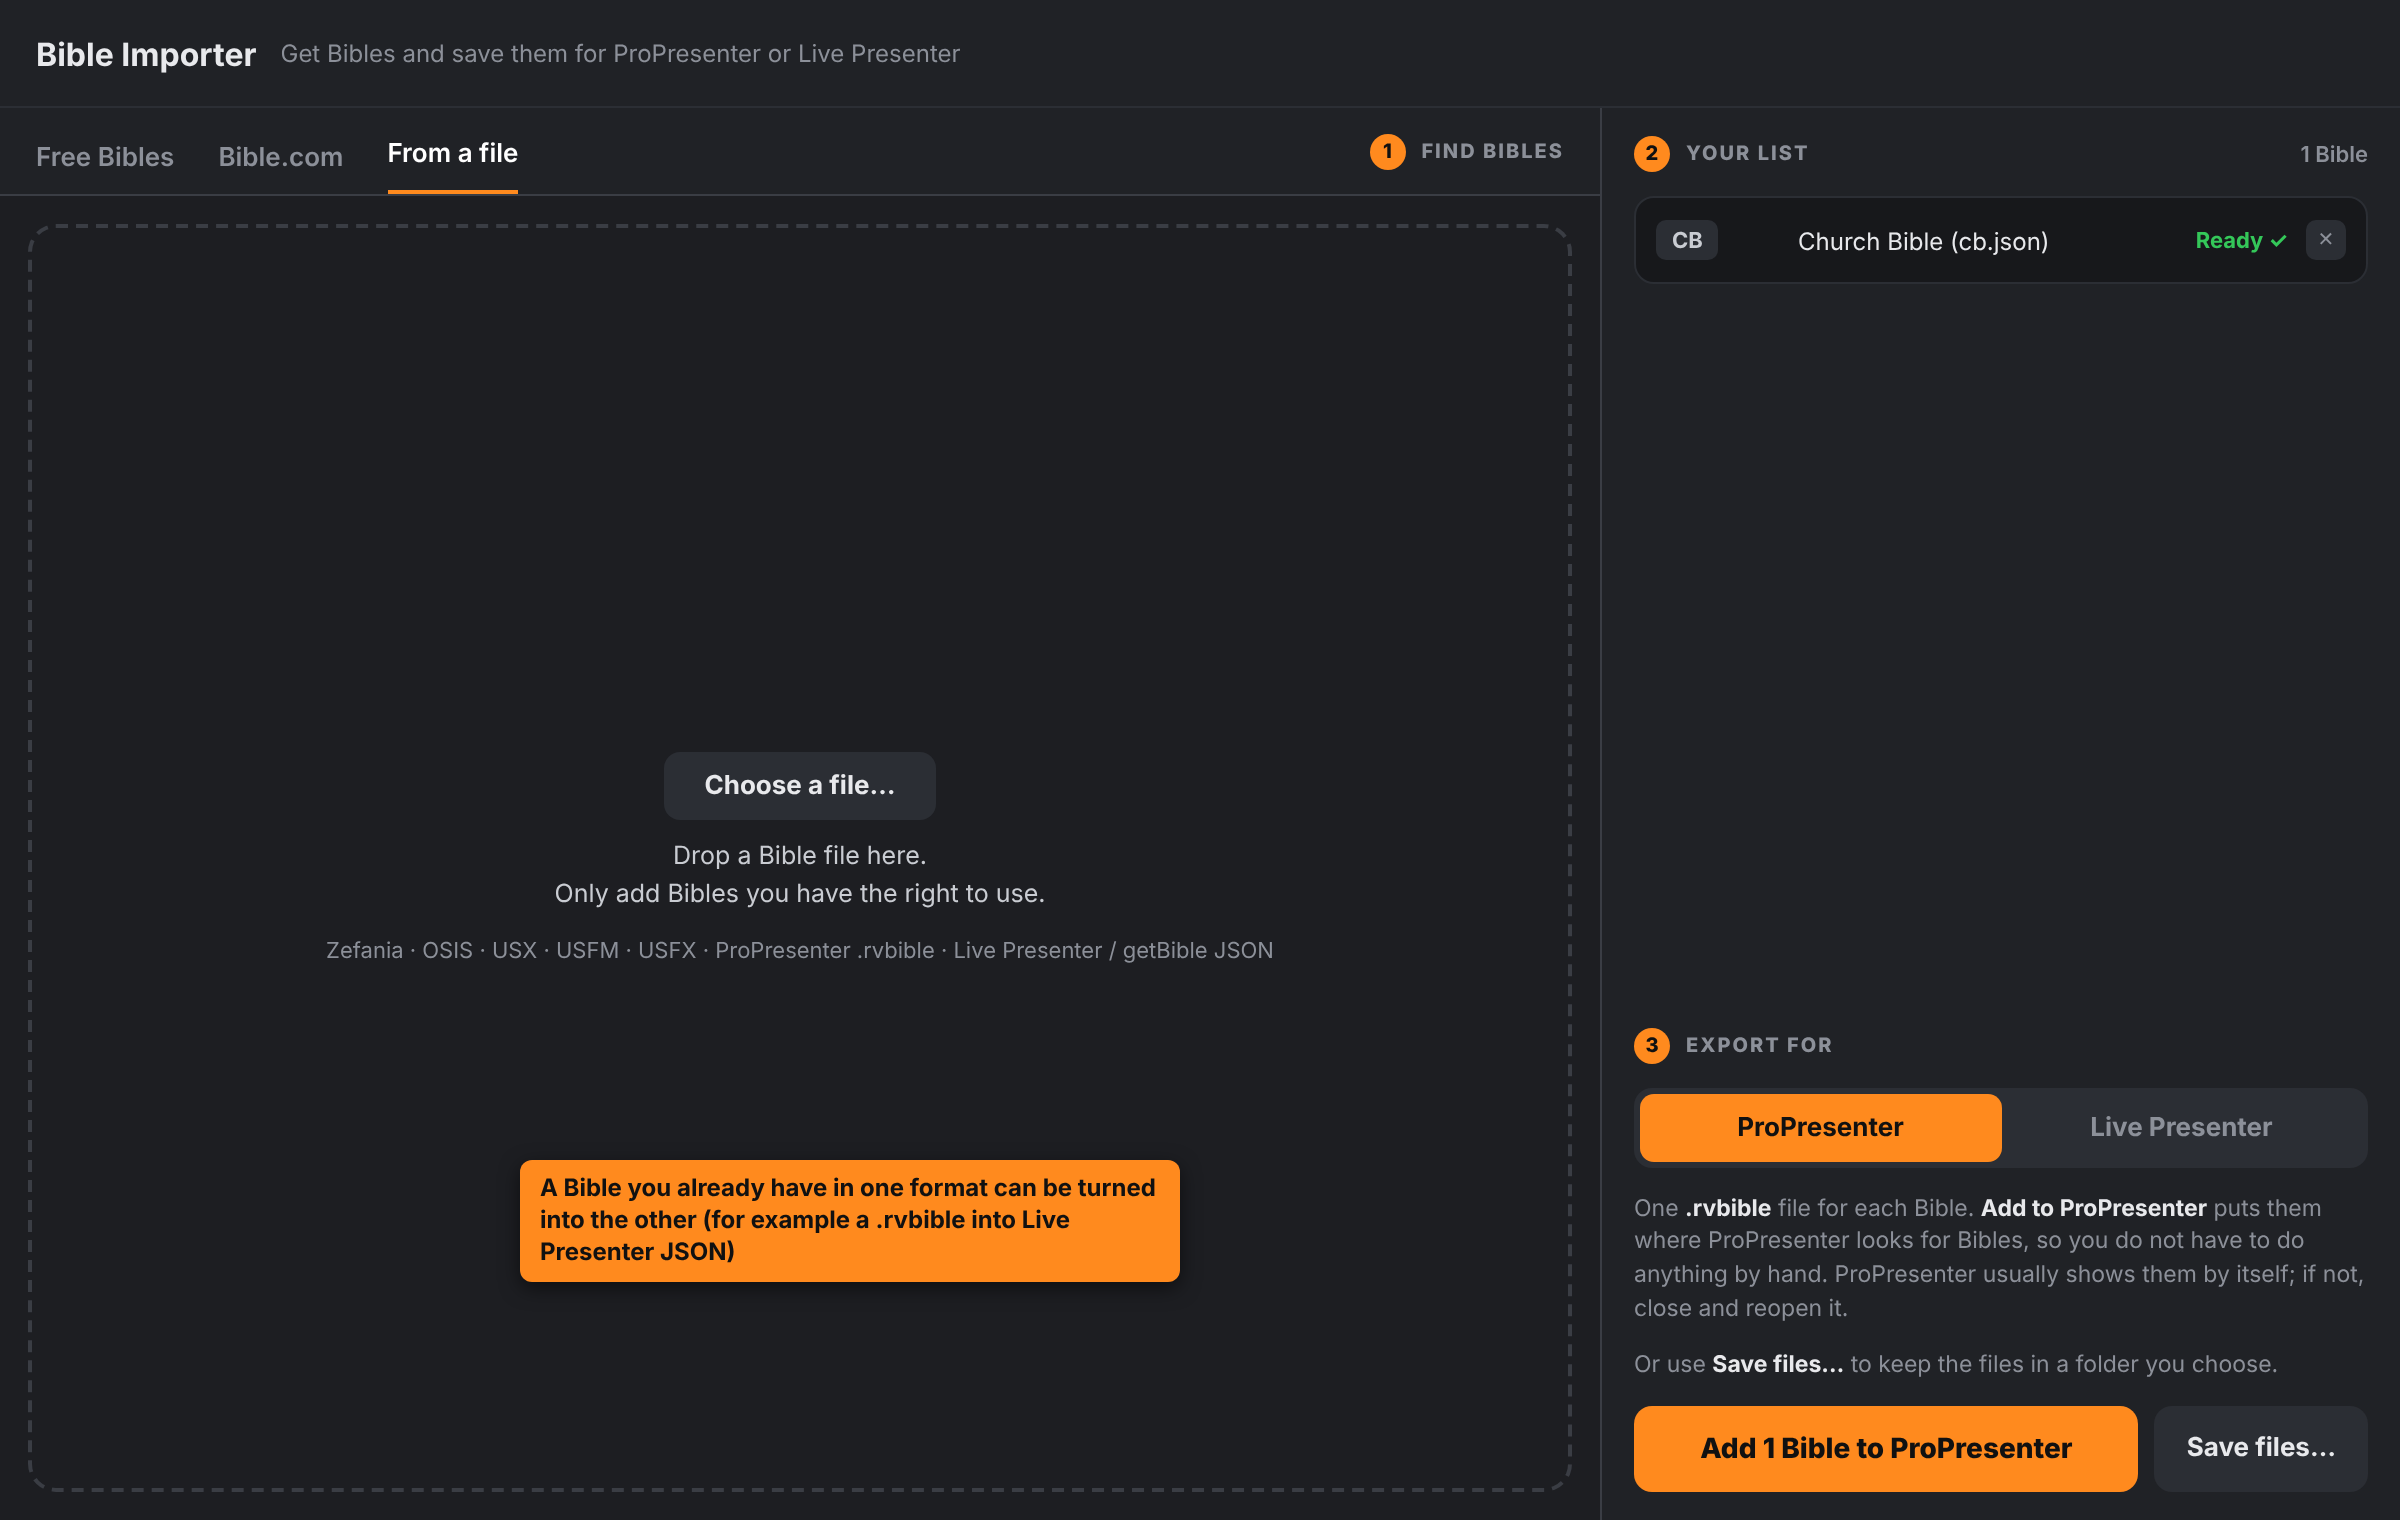 Bible Importer Get Bibles and save them for ProPresenter or Live Presenter
Free Bibles Bible.com From a file
1 FIND BIBLES
Choose a file...
Drop a Bible file here.
Only add Bibles you have the right to use.
Zefania · OSIS · USX · USFM · USFX · ProPresenter .rvbible · Live Presenter / getBible JSON
A Bible you already have in one format can be turned
into the other (for example a .rvbible into Live
Presenter JSON)
2 YOUR LIST 1 Bible
CB Church Bible (cb.json) Ready ✓ ×
3 EXPORT FOR
ProPresenter Live Presenter
One .rvbible file for each Bible. Add to ProPresenter puts them
where ProPresenter looks for Bibles, so you do not have to do
anything by hand. ProPresenter usually shows them by itself; if not,
close and reopen it.
Or use Save files... to keep the files in a folder you choose.
Add 1 Bible to ProPresenter Save files...